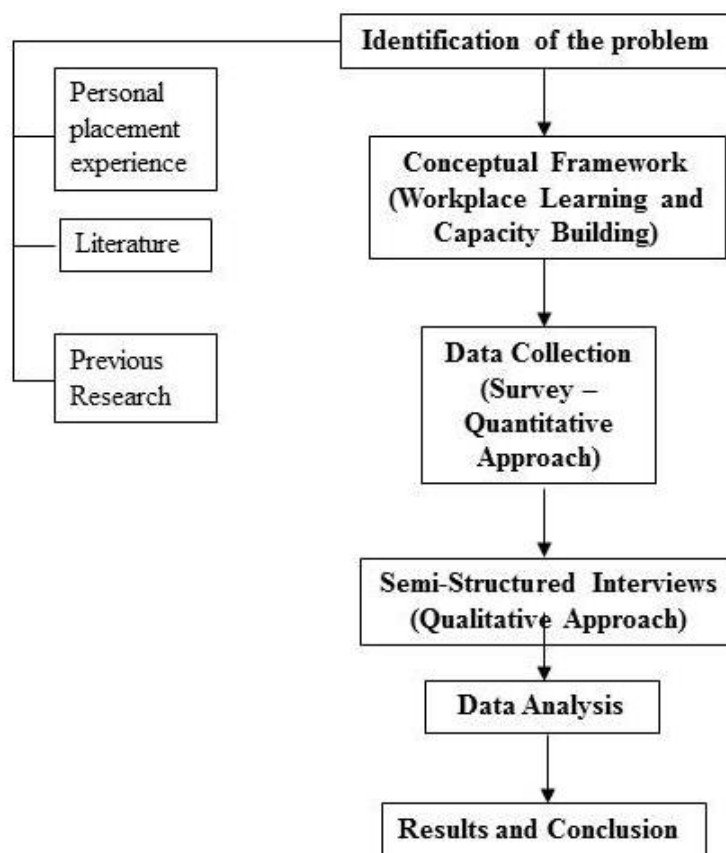 Identification of the problem
Personal
placement
experience
Literature
Previous
Research
Conceptual Framework
(Workplace Learning and
Capacity Building)
Data Collection
(Survey –
Quantitative
Approach)
Semi-Structured Interviews
(Qualitative Approach)
Data Analysis
Results and Conclusion